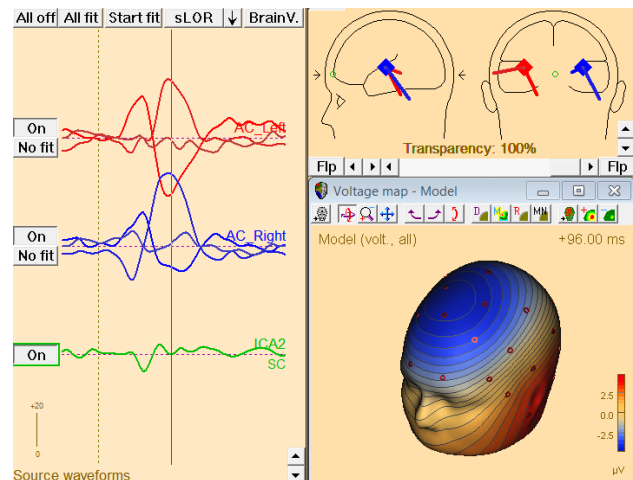 All off All fit Start fit sLOR ↓ BrainV.
On
No fit
AC_Left
On
No fit
AC_Right
On
ICA2
SC
+20
0
Source waveforms
Transparency: 100%
Flp Flp
Voltage map - Model
D M R MN
Model (volt., all) +96.00 ms
2.5
0.0
-2.5
µV